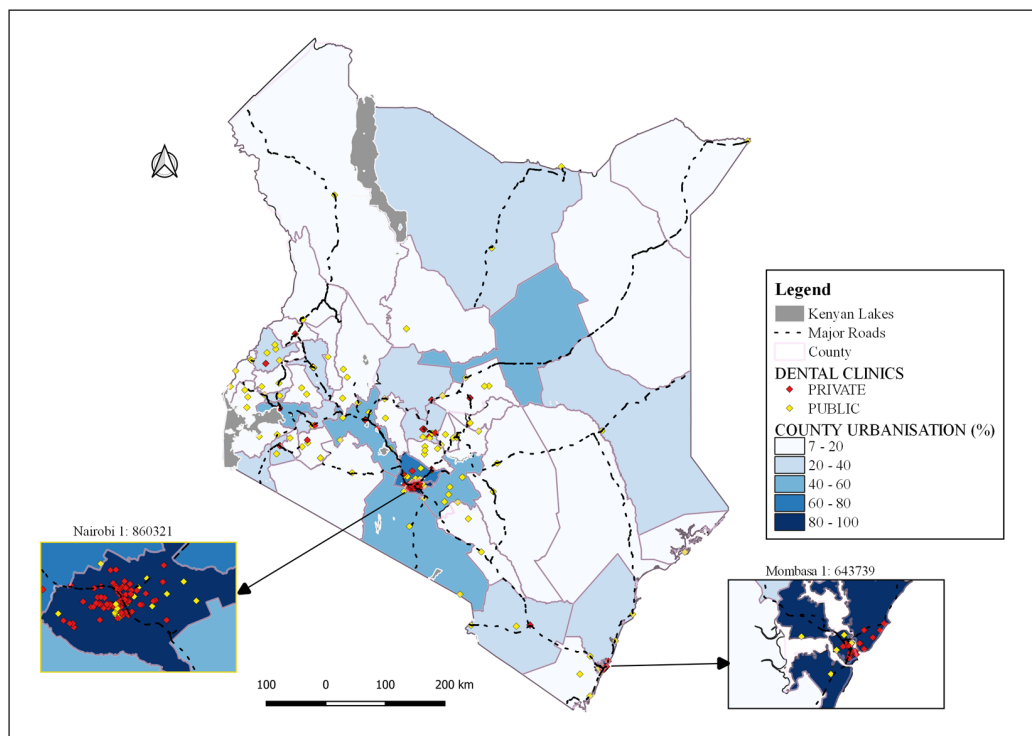 Legend
Kenyan Lakes
Major Roads
County
DENTAL CLINICS
PRIVATE
PUBLIC
COUNTY URBANISATION (%)
7 - 20
20 - 40
40 - 60
60 - 80
80 - 100
Nairobi 1: 860321
Mombasa 1: 643739
100 0 100 200 km